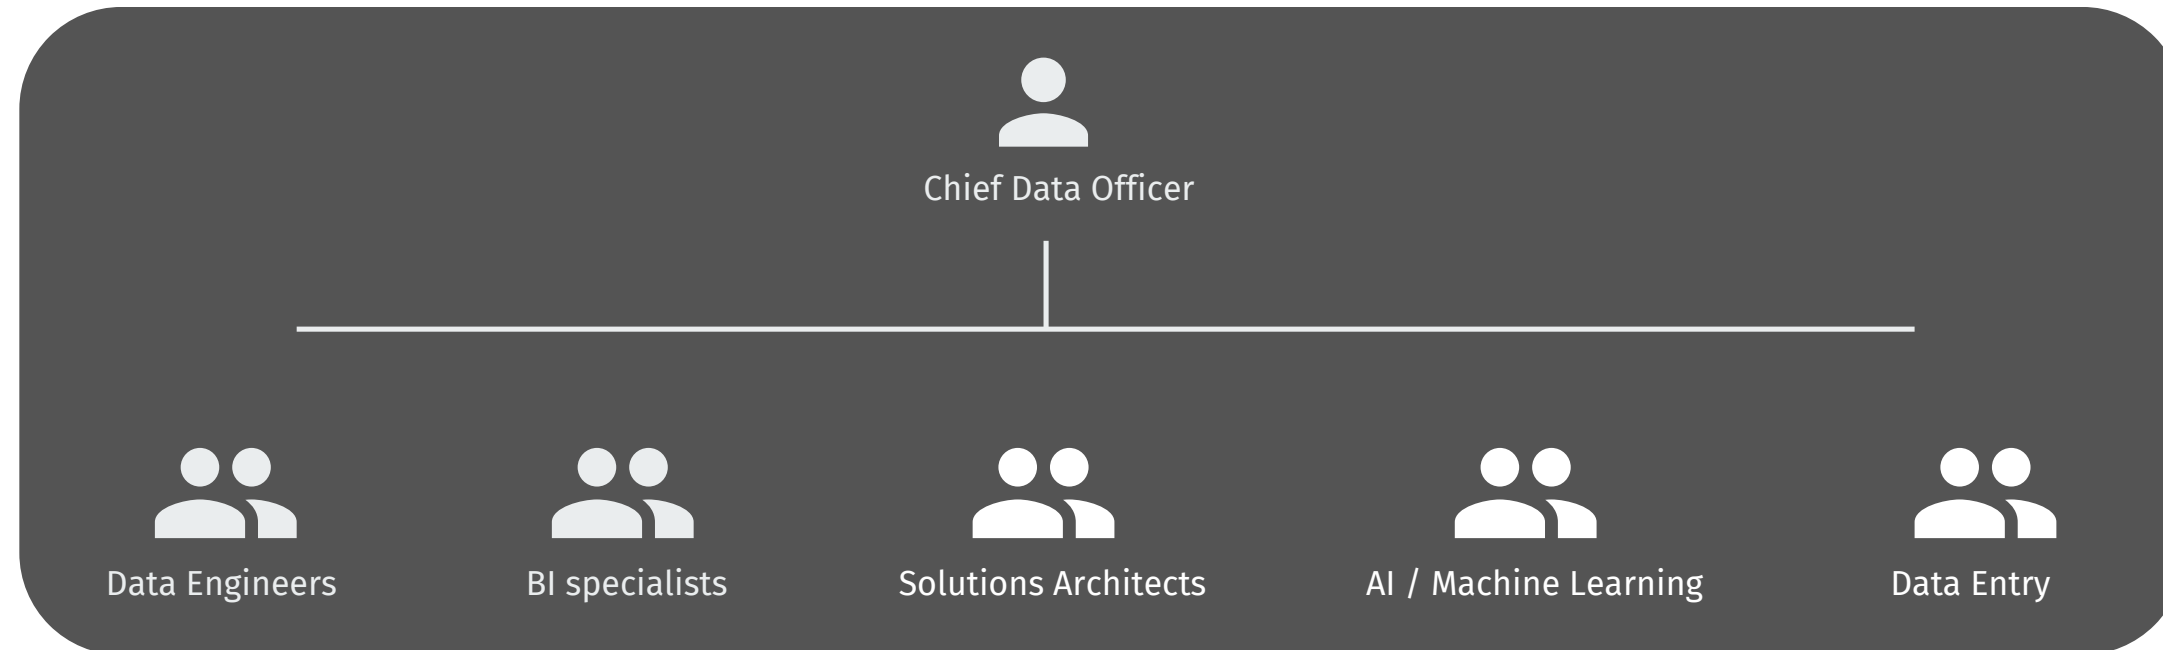 Chief Data Officer
Data Engineers
BI specialists
Solutions Architects
AI / Machine Learning
Data Entry